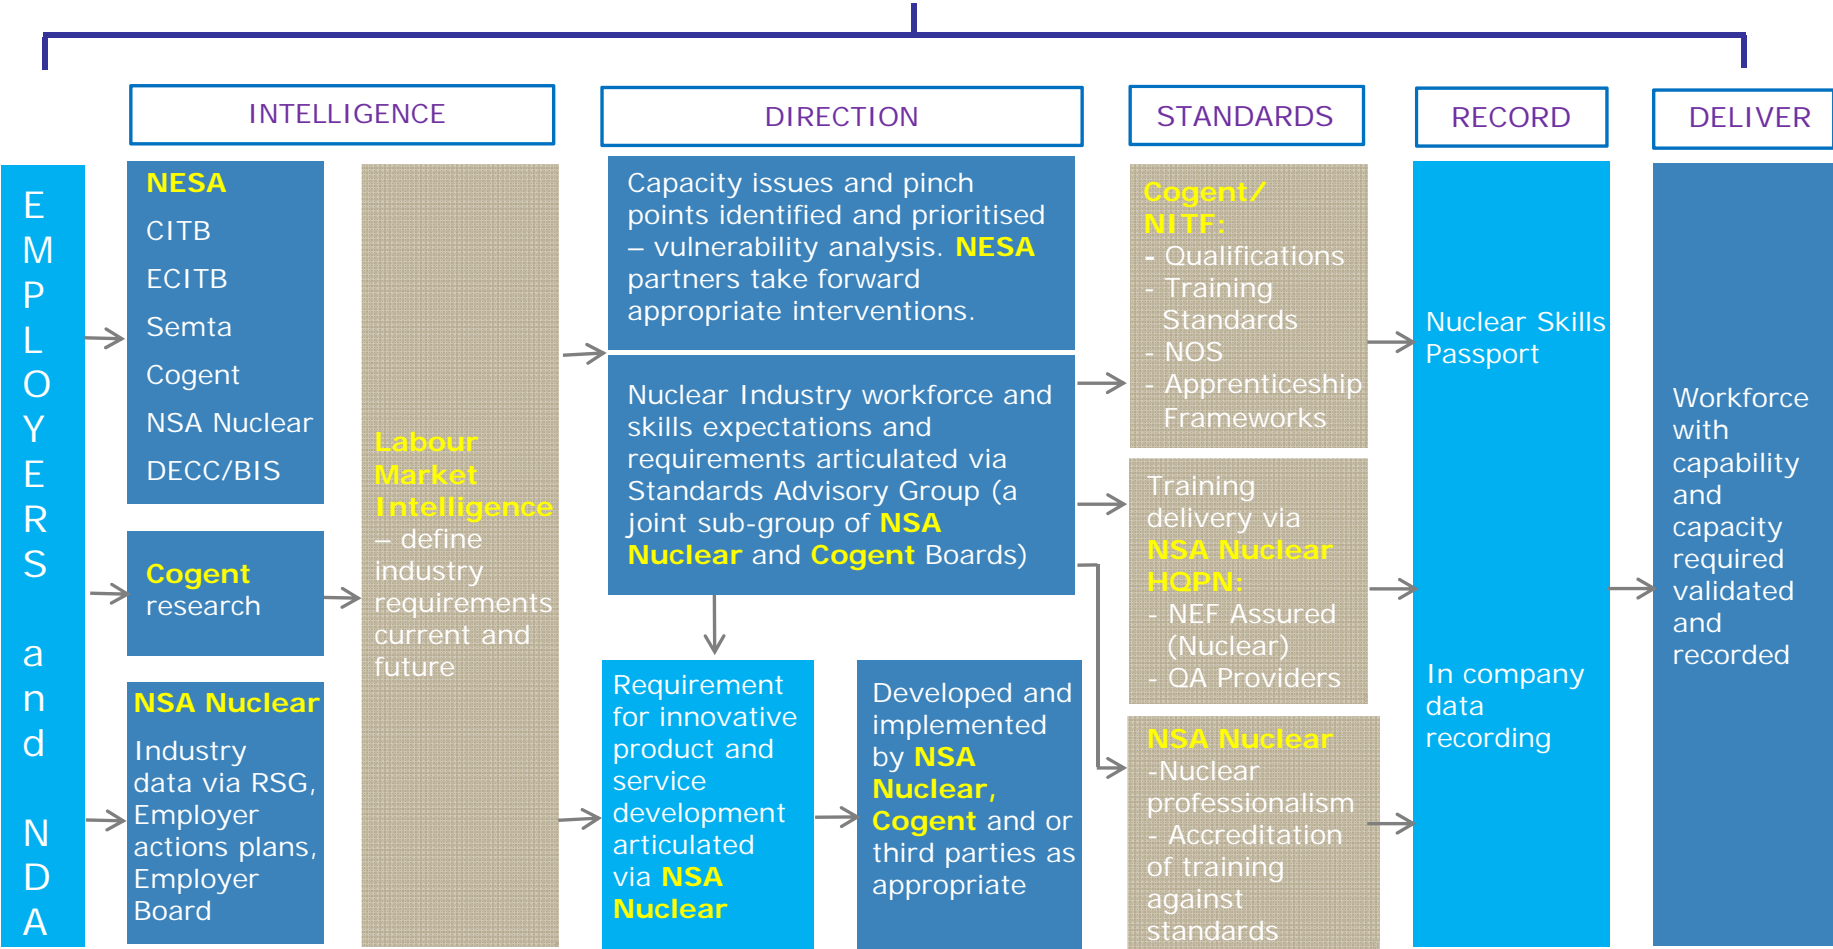 INTELLIGENCE
DIRECTION
STANDARDS
RECORD
DELIVER
EMPLOYERS and NDA
NESA
CITB
ECITB
Semta
Cogent
NSA Nuclear
DECC/BIS
Cogent
research
NSA Nuclear
Industry
data via RSG,
Employer
actions plans,
Employer
Board
Labour
Market
Intelligence
– define
industry
requirements
current and
future
Capacity issues and pinch
points identified and prioritised
– vulnerability analysis. NESA
partners take forward
appropriate interventions.
Nuclear Industry workforce and
skills expectations and
requirements articulated via
Standards Advisory Group (a
joint sub-group of NSA
Nuclear and Cogent Boards)
Requirement
for innovative
product and
service
development
articulated
via NSA
Nuclear
Developed and
implemented
by NSA
Nuclear,
Cogent and or
third parties as
appropriate
Cogent/
NITF:
- Qualifications
- Training
Standards
- NOS
- Apprenticeship
Frameworks
Training
delivery via
NSA Nuclear
HQPN:
- NEF Assured
(Nuclear)
- QA Providers
NSA Nuclear
-Nuclear
professionalism
- Accreditation
of training
against
standards
Nuclear Skills
Passport
In company
data
recording
Workforce
with
capability
and
capacity
required
validated
and
recorded